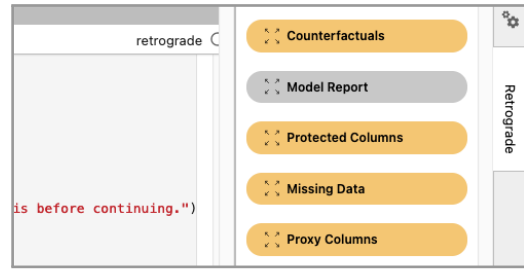 retrograde
is before continuing.")
Counterfactuals
Model Report
Protected Columns
Missing Data
Proxy Columns
Retrograde